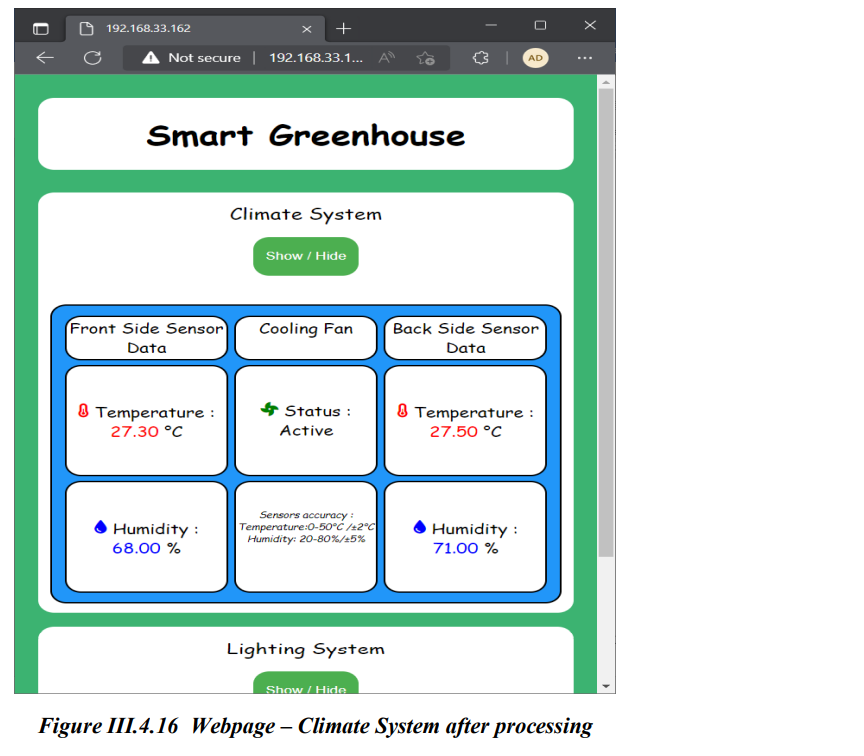 192.168.33.162
Not secure | 192.168.33.1...
AD
Smart Greenhouse
Climate System
Show / Hide
Front Side Sensor
Data
Cooling Fan
Back Side Sensor
Data
Temperature :
27.30 °C
Status :
Active
Temperature :
27.50 °C
Humidity :
68.00 %
Sensors accuracy :
Temperature:0-50°C /±2°C
Humidity: 20-80%/±5%
Humidity :
71.00 %
Lighting System
Show / Hide
Figure III.4.16 Webpage – Climate System after processing